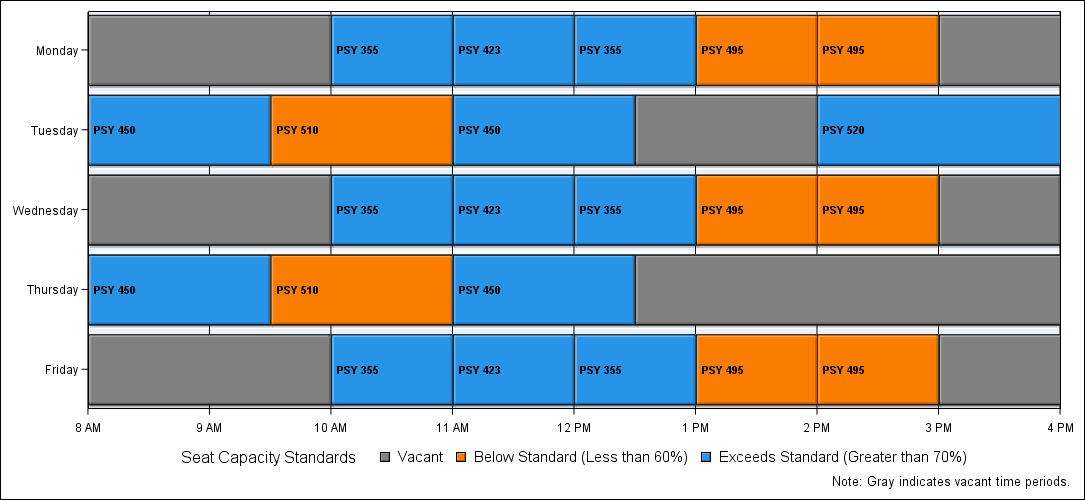 Monday PSY 355 PSY 423 PSY 355 PSY 495 PSY 495
Tuesday PSY 450 PSY 510 PSY 450 PSY 520
Wednesday PSY 355 PSY 423 PSY 355 PSY 495 PSY 495
Thursday PSY 450 PSY 510 PSY 450
Friday PSY 355 PSY 423 PSY 355 PSY 495 PSY 495
8 AM 9 AM 10 AM 11 AM 12 PM 1 PM 2 PM 3 PM 4 PM
Seat Capacity Standards Vacant Below Standard (Less than 60%) Exceeds Standard (Greater than 70%)
Note: Gray indicates vacant time periods.